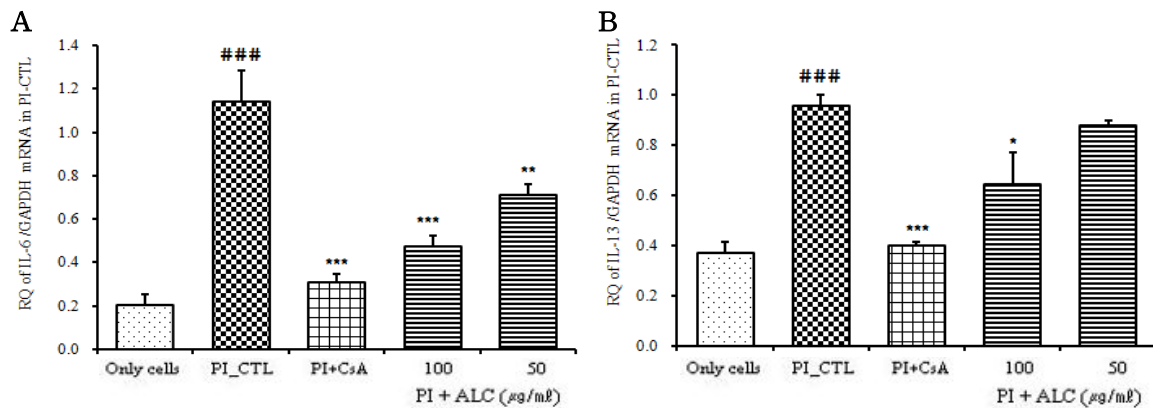 A
RQ of IL-6 /GAPDH mRNA in PI-CTL
1.4
1.2
1.0
0.8
0.6
0.4
0.2
0.0
###
***
***
**
Only cells PI_CTL PI+CsA 100 50
PI + ALC (㎍/㎖)
B
RQ of IL-13 /GAPDH mRNA in PI-CTL
1.2
1.0
0.8
0.6
0.4
0.2
0.0
###
***
*
Only cells PI_CTL PI+CsA 100 50
PI + ALC (㎍/㎖)